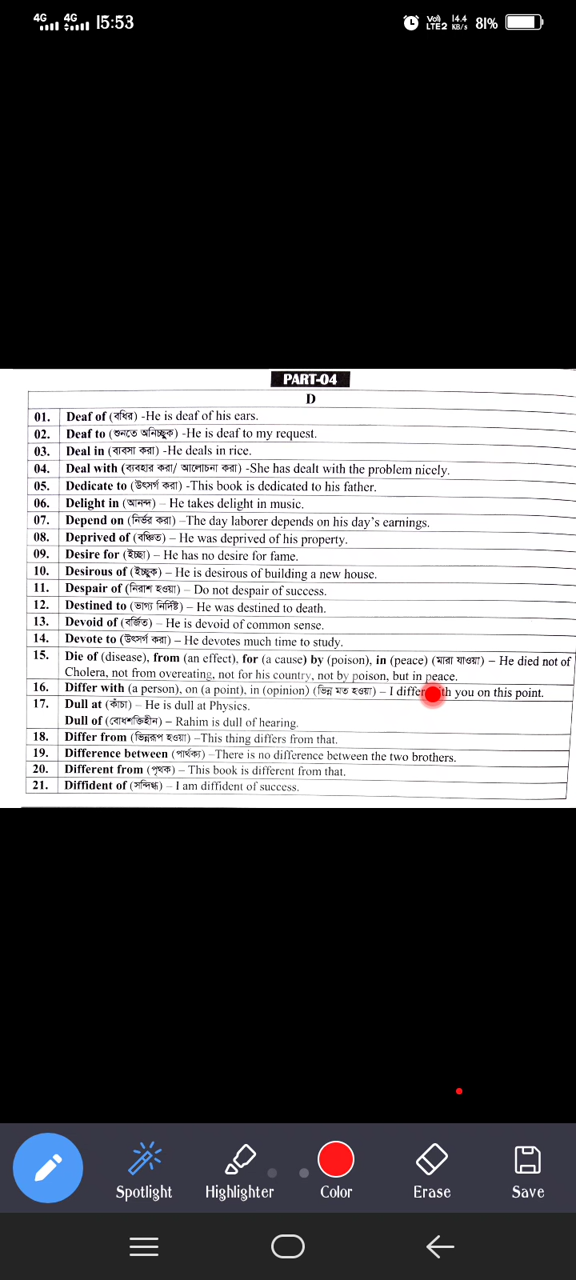 4G 4G 15:53 Vo) LTE2 14.4 KB/s 81%
PART-04
D
01. Deaf of (বধির) -He is deaf of his ears.
02. Deaf to (শুনতে অনিচ্ছুক) -He is deaf to my request.
03. Deal in (ব্যবসা করা) -He deals in rice.
04. Deal with (ব্যবহার করা/ আলোচনা করা) -She has dealt with the problem nicely.
05. Dedicate to (উৎসর্গ করা) -This book is dedicated to his father.
06. Delight in (আনন্দ) – He takes delight in music.
07. Depend on (নির্ভর করা) –The day laborer depends on his day's earnings.
08. Deprived of (বঞ্চিত) – He was deprived of his property.
09. Desire for (ইচ্ছা) – He has no desire for fame.
10. Desirous of (ইচ্ছুক) – He is desirous of building a new house.
11. Despair of (নিরাশ হওয়া) – Do not despair of success.
12. Destined to (ভাগ্য নির্দিষ্ট) – He was destined to death.
13. Devoid of (বর্জিত) – He is devoid of common sense.
14. Devote to (উৎসর্গ করা) – He devotes much time to study.
15. Die of (disease), from (an effect), for (a cause) by (poison), in (peace) (মারা যাওয়া) – He died not of
Cholera, not from overeating, not for his country, not by poison, but in peace.
16. Differ with (a person), on (a point), in (opinion) (ভিন্ন মত হওয়া) – I differ you on this point.
17. Dull at (কাঁচা) – He is dull at Physics.
Dull of (বোধশক্তিহীন) – Rahim is dull of hearing.
18. Differ from (ভিন্নরূপ হওয়া) –This thing differs from that.
19. Difference between (পার্থক্য) –There is no difference between the two brothers.
20. Different from (পৃথক) – This book is different from that.
21. Diffident of (সন্দিগ্ধ) – I am diffident of success.
Spotlight Highlighter Color Erase Save